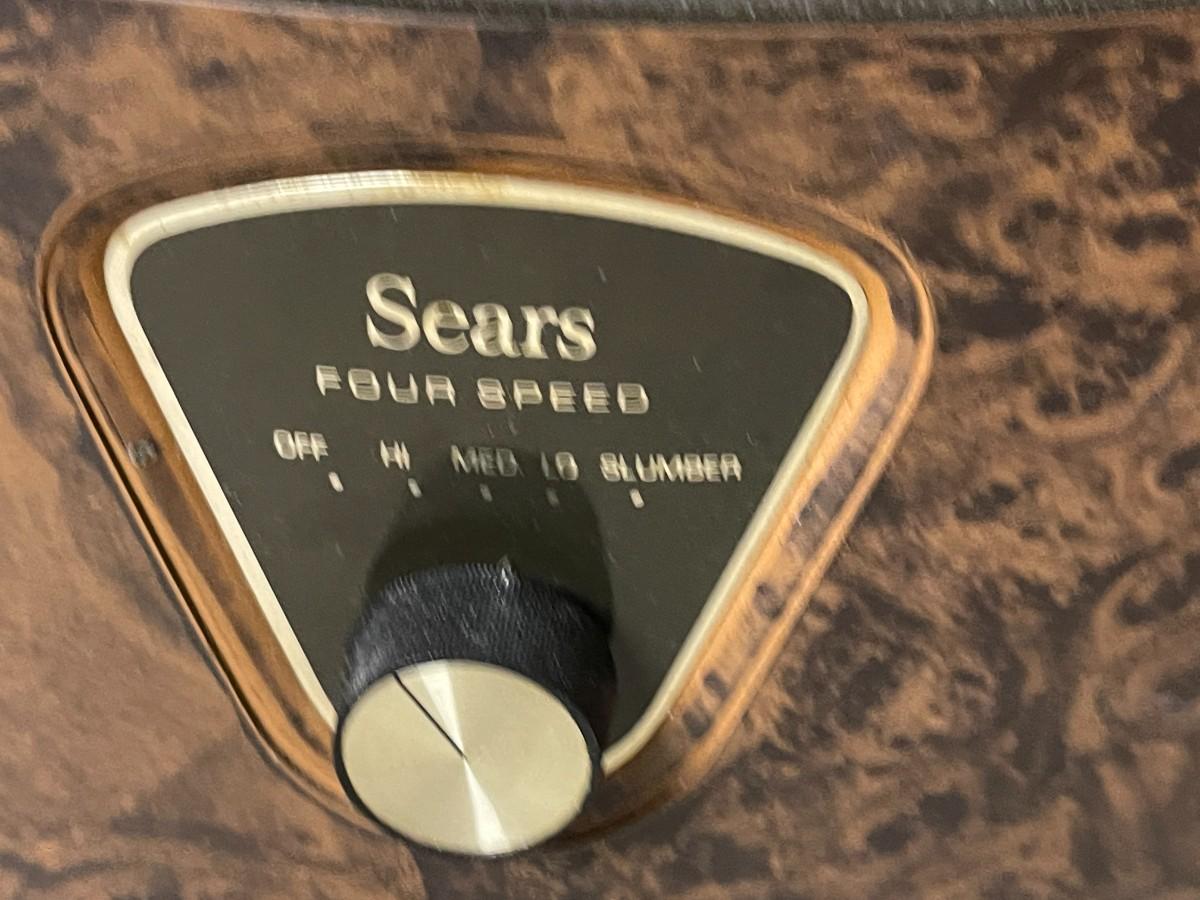 Sears
FOUR SPEED
OFF HI MED LO SLUMBER